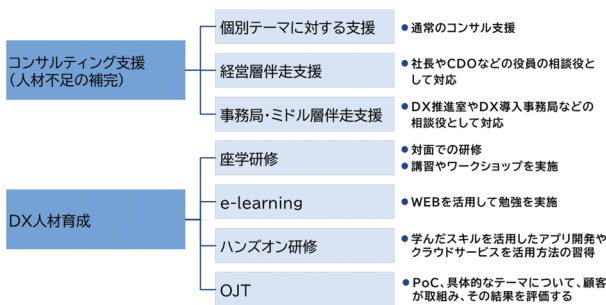 コンサルティング支援
（人材不足の補完）
個別テーマに対する支援
●通常のコンサル支援
経営層伴走支援
●社長やCDOなどの役員の相談役と
して対応
事務局・ミドル層伴走支援
●DX推進室やDX導入事務局などの
相談役として対応
DX人材育成
座学研修
●対面での研修
●講習やワークショップを実施
e-learning
●WEBを活用して勉強を実施
ハンズオン研修
●学んだスキルを活用したアプリ開発や
クラウドサービスを活用方法の習得
OJT
●PoC、具体的なテーマについて、顧客
が取組み、その結果を評価する